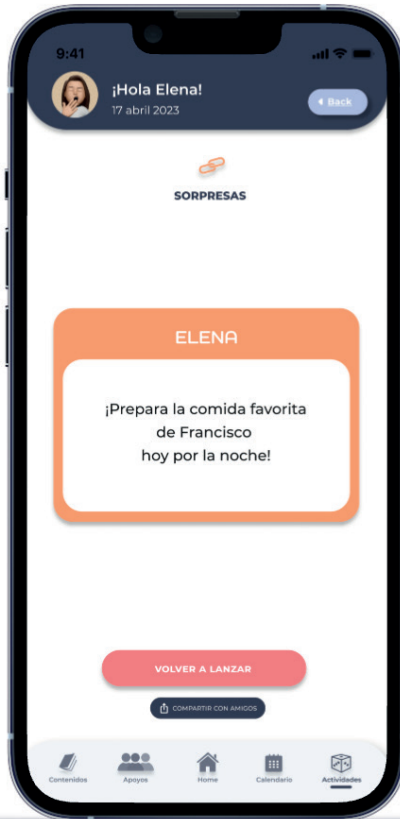 9:41
¡Hola Elena!
17 abril 2023
Back
SORPRESAS
ELENA
¡Prepara la comida favorita
de Francisco
hoy por la noche!
VOLVER A LANZAR
COMPARTIR CON AMIGOS
Contenidos Apoyos Home Calendario Actividades